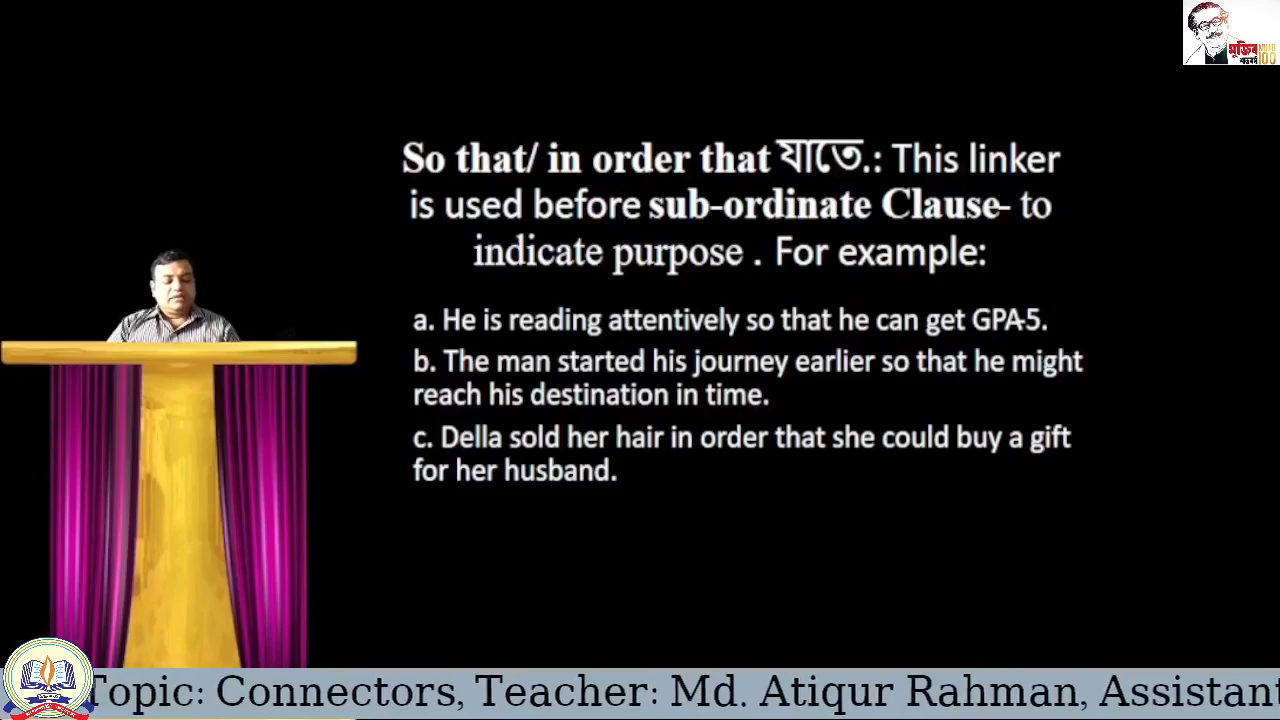 মুজিব MUJIB
শতবর্ষ 100
So that/ in order that যাতে.: This linker
is used before sub-ordinate Clause- to
indicate purpose . For example:
a. He is reading attentively so that he can get GPA-5.
b. The man started his journey earlier so that he might
reach his destination in time.
c. Della sold her hair in order that she could buy a gift
for her husband.
Topic: Connectors, Teacher: Md. Atiqur Rahman, Assistant